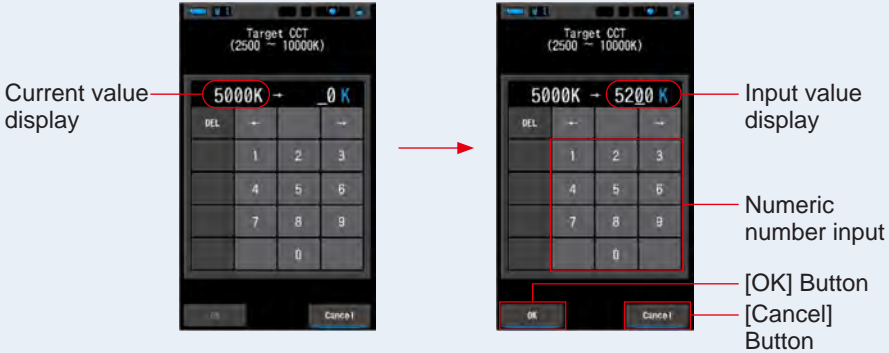 Target CCT
(2500 ~ 10000K)
Current value
display
5000K → _0 K
DEL ← →
1 2 3
4 5 6
7 8 9
0
Cancel
Target CCT
(2500 ~ 10000K)
5000K → 5200 K
Input value
display
DEL ← →
1 2 3
4 5 6
7 8 9
0
Numeric
number input
OK Cancel
[OK] Button
[Cancel]
Button